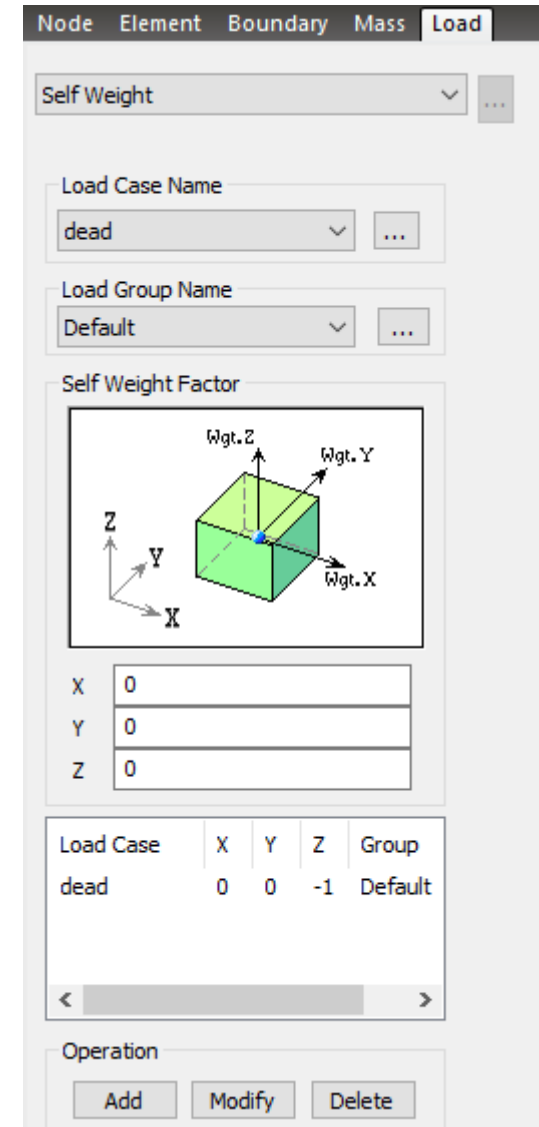 Node Element Boundary Mass Load
Self Weight ...
Load Case Name
dead ...
Load Group Name
Default ...
Self Weight Factor
Wgt.Z
Wgt.Y
Z
Y
Wgt.X
X
X 0
Y 0
Z 0
Load Case X Y Z Group
dead 0 0 -1 Default
Operation
Add Modify Delete